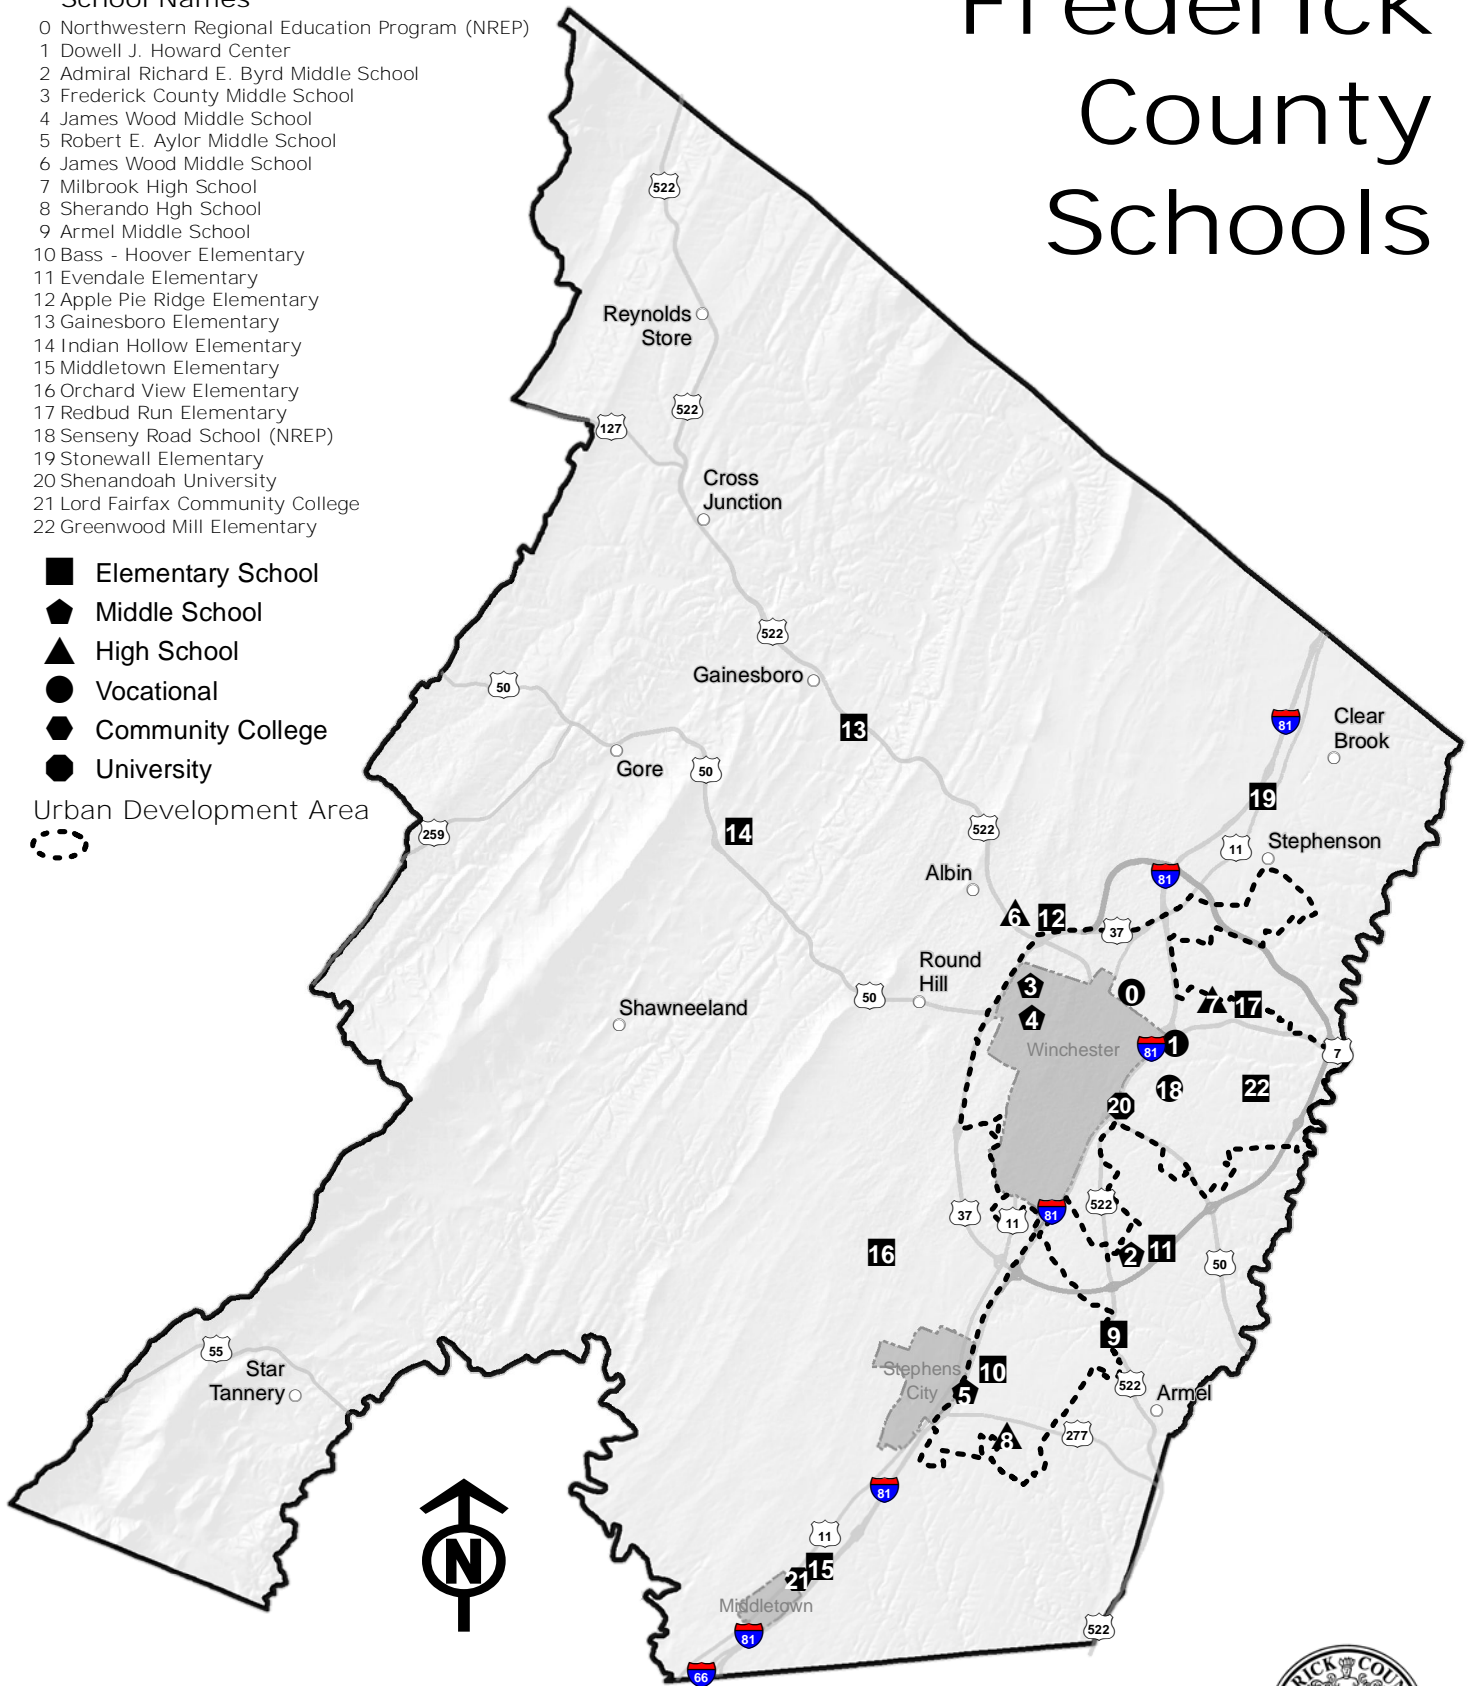 School Names
0 Northwestern Regional Education Program (NREP)
1 Dowell J. Howard Center
2 Admiral Richard E. Byrd Middle School
3 Frederick County Middle School
4 James Wood Middle School
5 Robert E. Aylor Middle School
6 James Wood Middle School
7 Milbrook High School
8 Sherando Hgh School
9 Armel Middle School
10 Bass - Hoover Elementary
11 Evendale Elementary
12 Apple Pie Ridge Elementary
13 Gainesboro Elementary
14 Indian Hollow Elementary
15 Middletown Elementary
16 Orchard View Elementary
17 Redbud Run Elementary
18 Senseny Road School (NREP)
19 Stonewall Elementary
20 Shenandoah University
21 Lord Fairfax Community College
22 Greenwood Mill Elementary
Elementary School
Middle School
High School
Vocational
Community College
University
Urban Development Area
Frederick
County
Schools
522
Reynolds
Store
522
127
Cross
Junction
522
Gainesboro
50
13
81
Clear
Brook
Gore
50
19
259
14
522
11
Stephenson
Albin
81
6
12
37
Round
Hill
50
3
0
7
17
Shawneeland
4
Winchester
81
1
7
18
22
20
37
11
81
522
16
2
11
50
9
55
Star
Tannery
Stephens
City
10
5
522
Armel
8
277
81
N
11
15
21
Middletown
81
522
66
RICK COUN